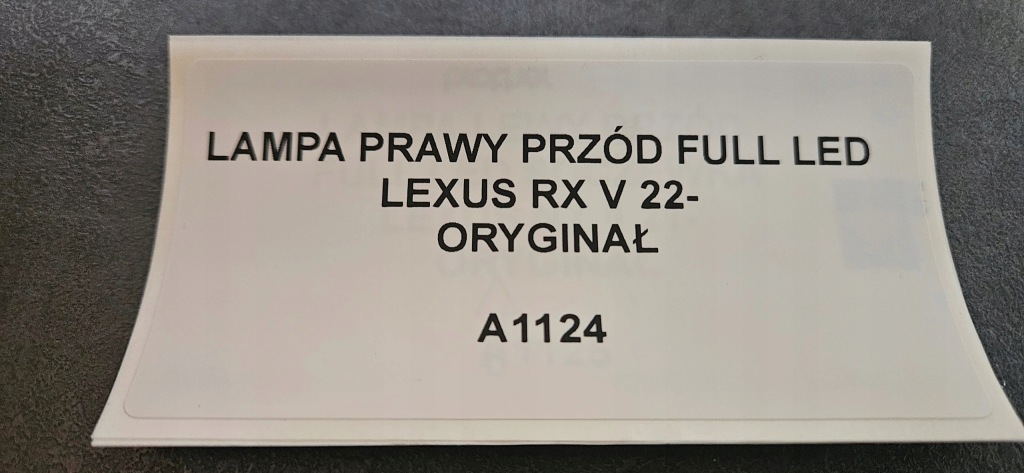 LAMPA PRAWY PRZÓD FULL LED
LEXUS RX V 22-
ORYGINAŁ
A1124